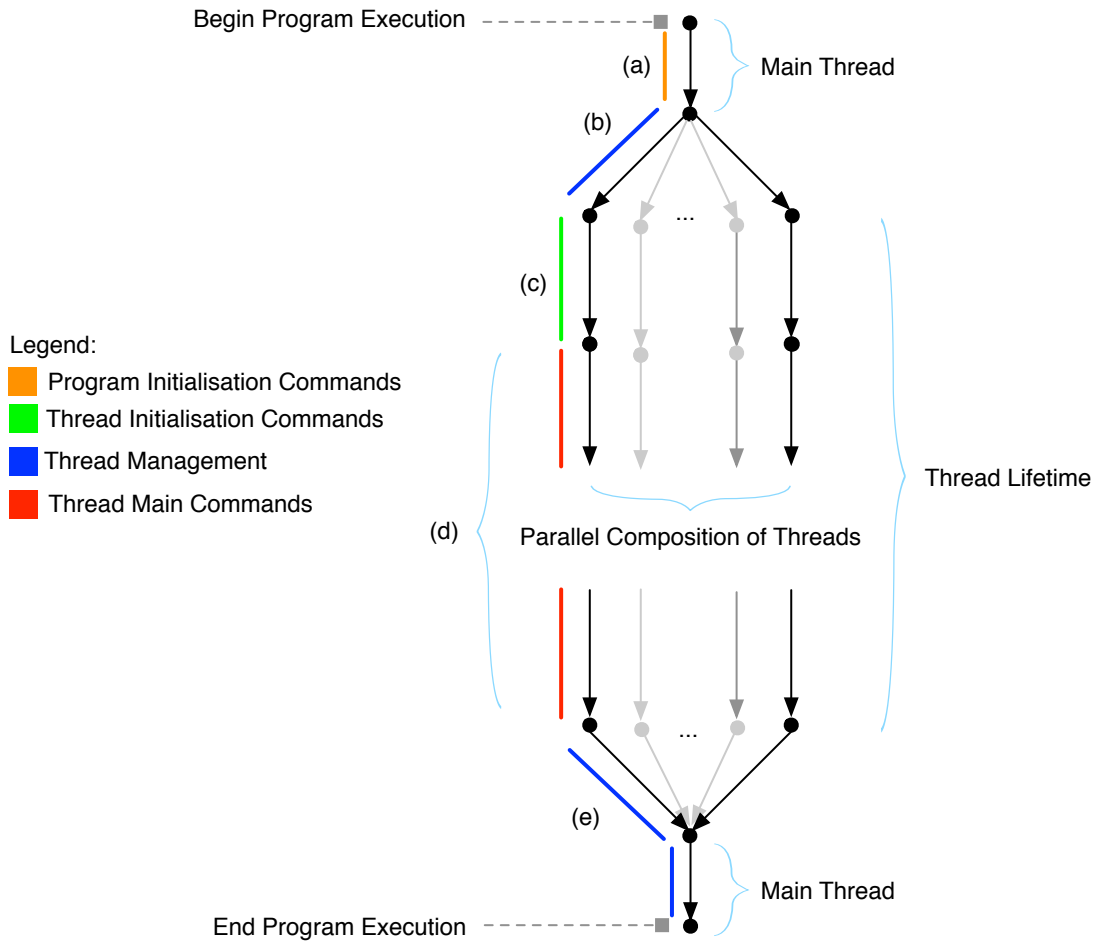 Begin Program Execution
(a)
Main Thread
(b)
...
(c)
Legend:
Program Initialisation Commands
Thread Initialisation Commands
Thread Management
Thread Main Commands
Thread Lifetime
(d)
Parallel Composition of Threads
...
(e)
Main Thread
End Program Execution